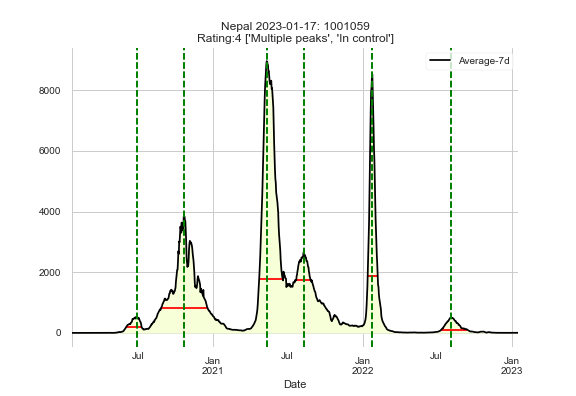 Nepal 2023-01-17: 1001059
Rating:4 ['Multiple peaks', 'In control']
Average-7d
8000
6000
4000
2000
0
Jul
Jan
2021
Jul
Jan
2022
Jul
Jan
2023
Date